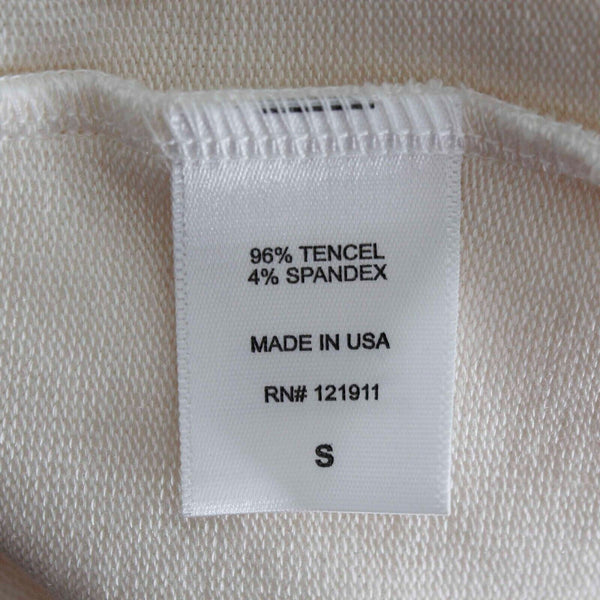 96% TENCEL
4% SPANDEX
MADE IN USA
RN# 121911
S